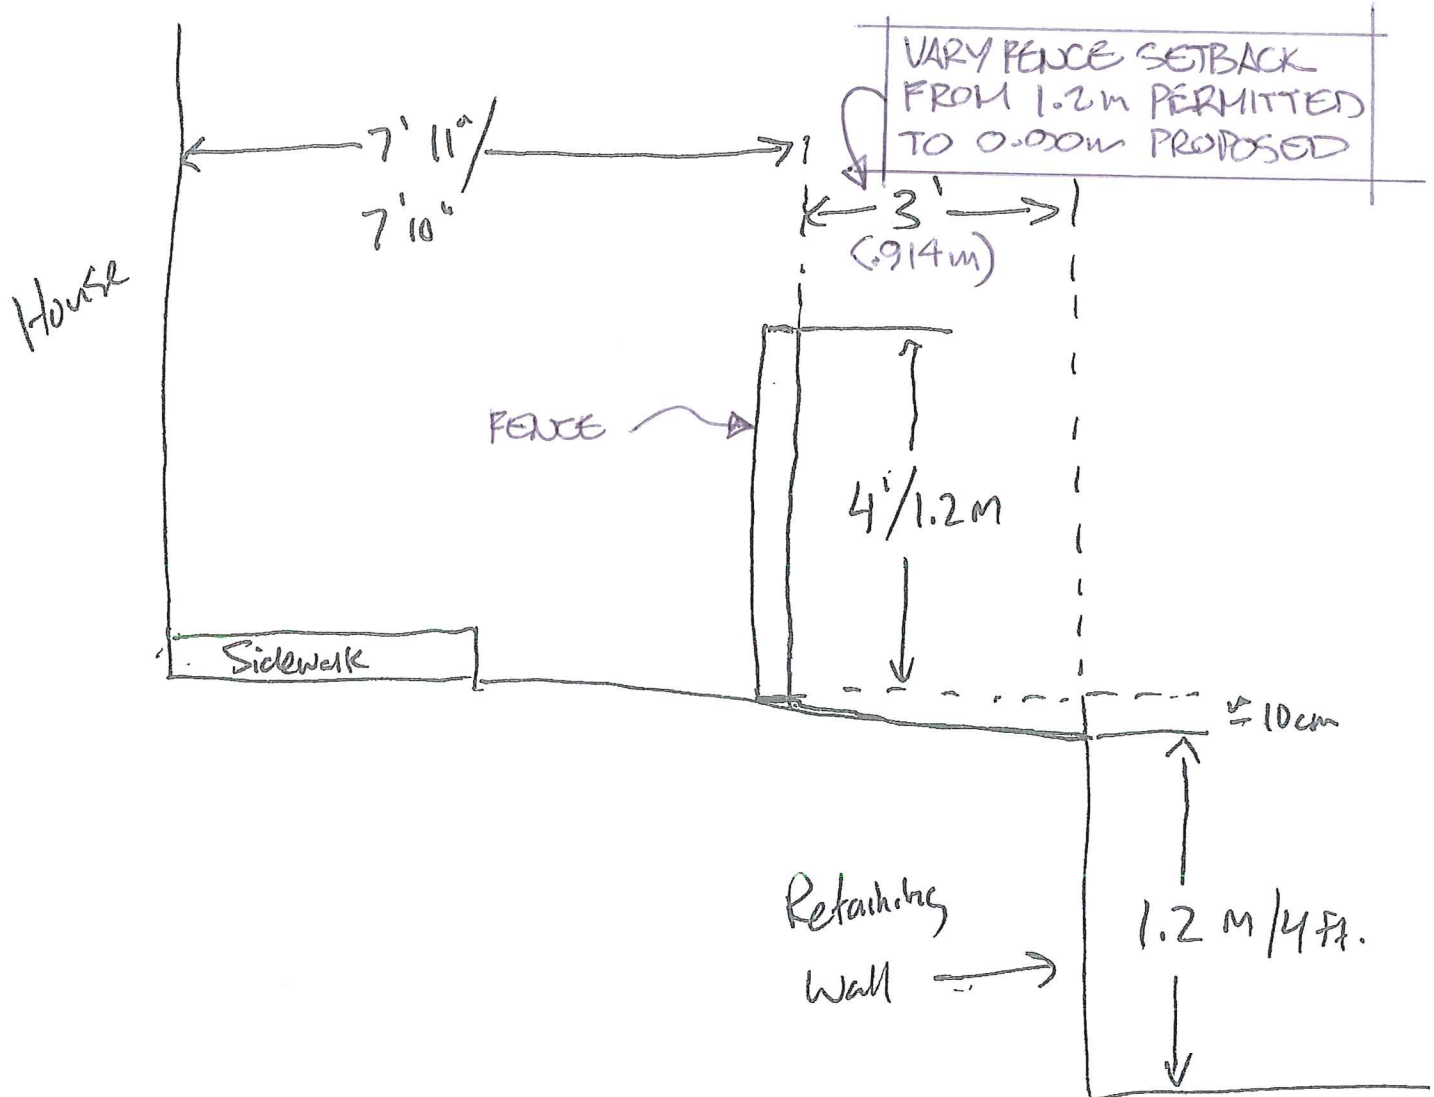 VARY FENCE SETBACK
FROM 1.2m PERMITTED
TO 0.00m PROPOSED
7' 11"/
7'10"
3'
(.914m)
House
FENCE
4'/1.2M
Sidewalk
≈ 10cm
Retaining
Wall
1.2 M/4 Ft.